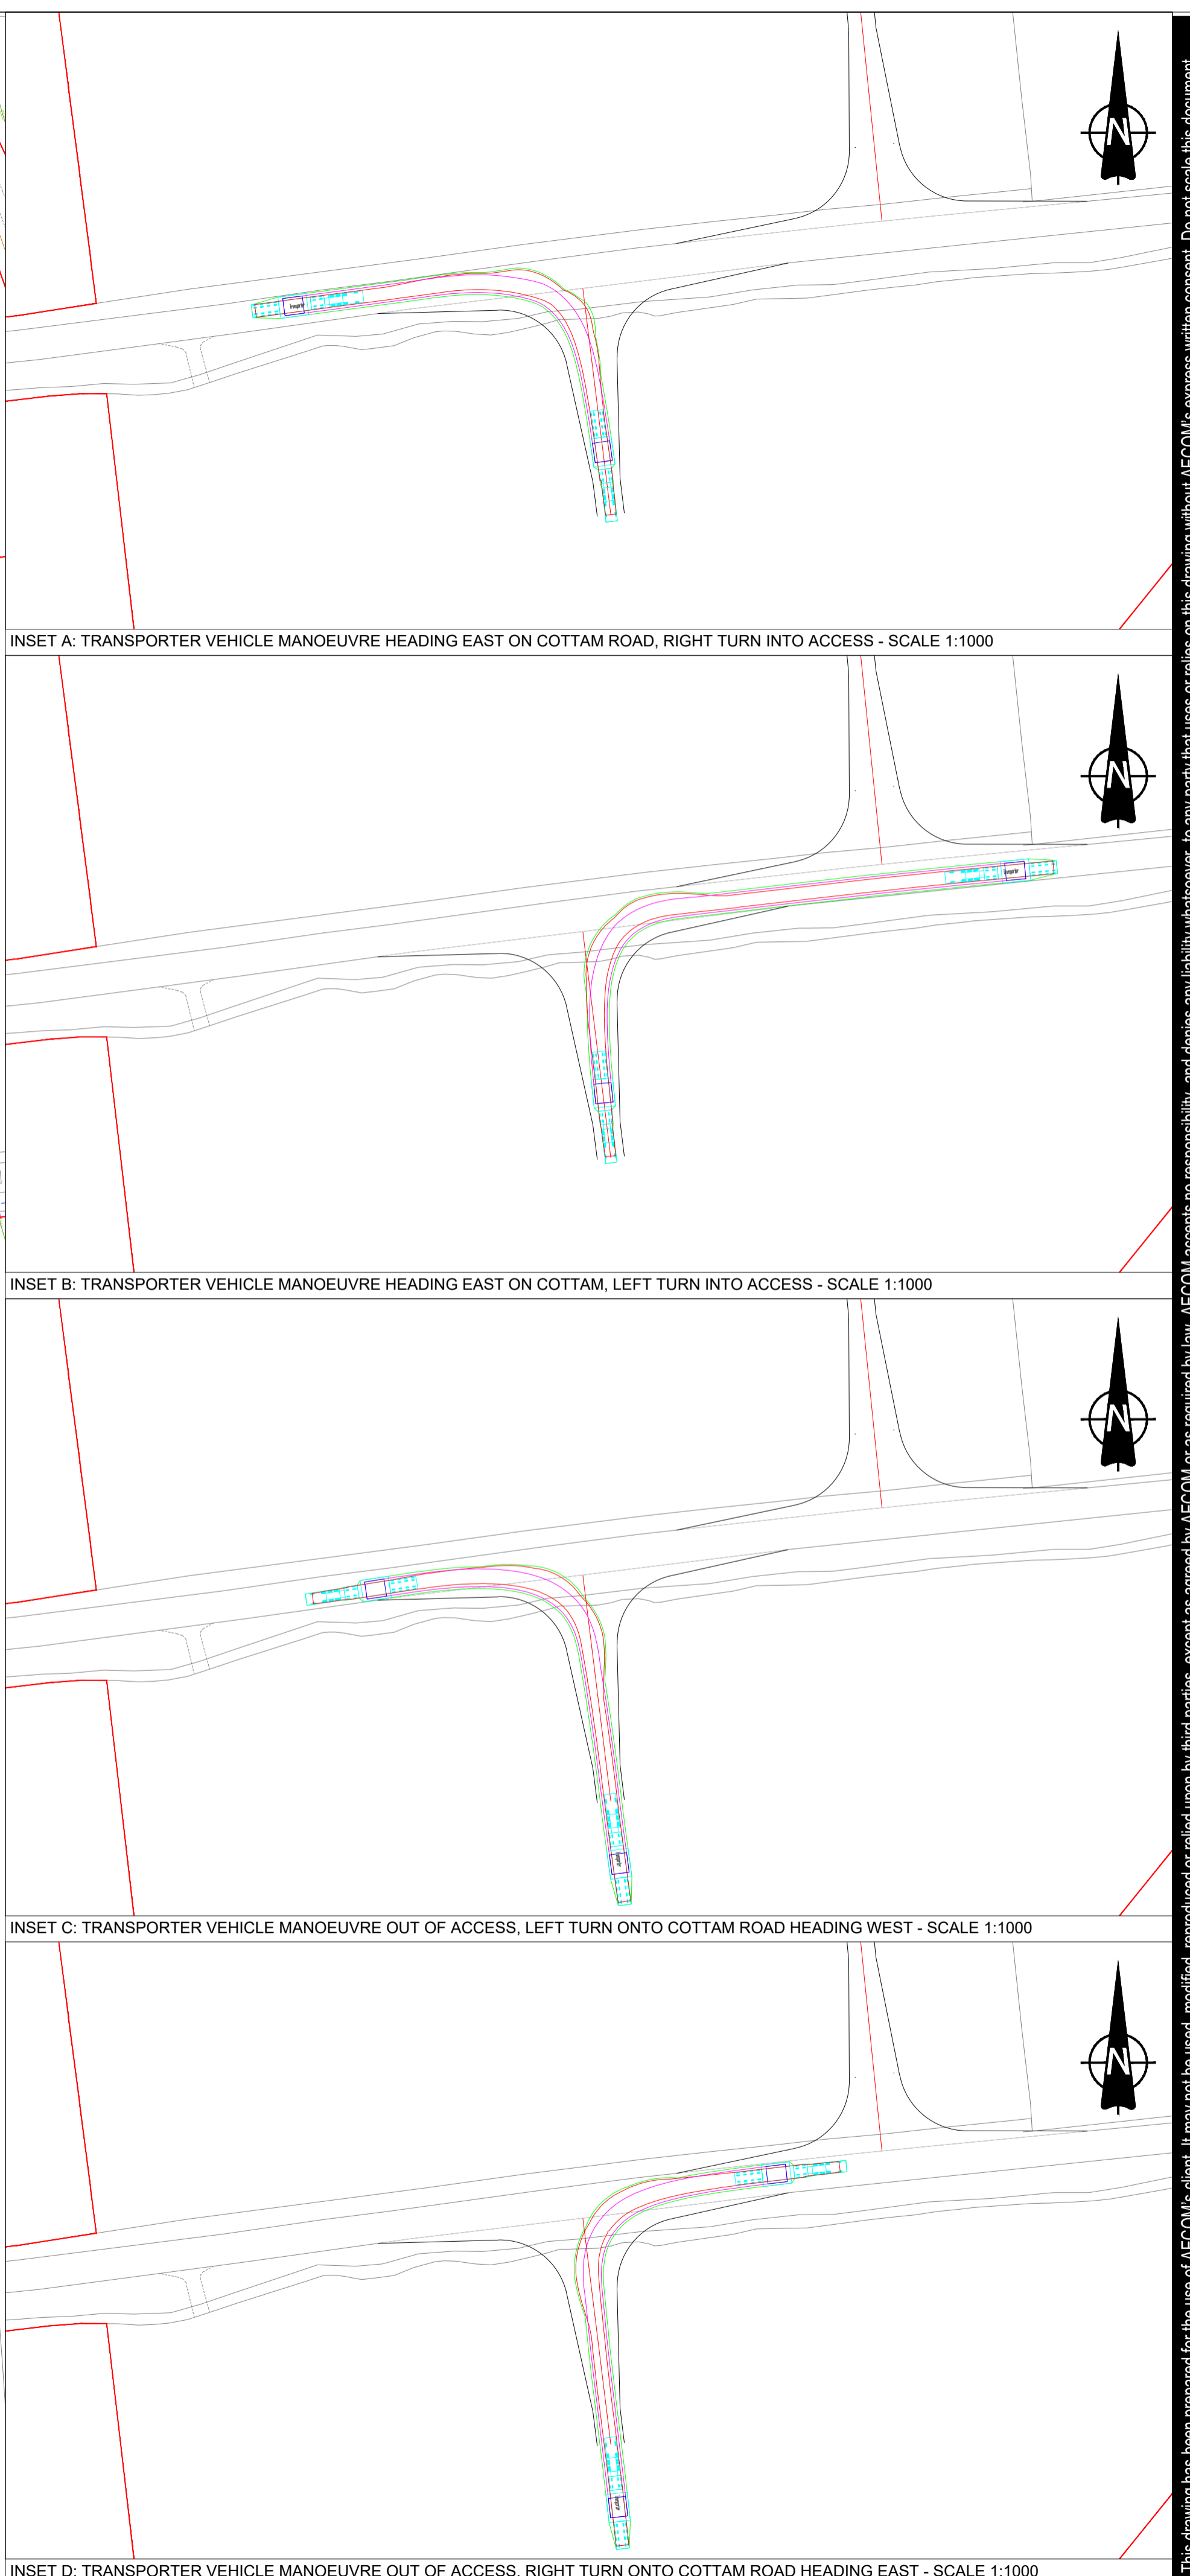 N
INSET A: TRANSPORTER VEHICLE MANOEUVRE HEADING EAST ON COTTAM ROAD, RIGHT TURN INTO ACCESS - SCALE 1:1000
N
INSET B: TRANSPORTER VEHICLE MANOEUVRE HEADING EAST ON COTTAM, LEFT TURN INTO ACCESS - SCALE 1:1000
N
INSET C: TRANSPORTER VEHICLE MANOEUVRE OUT OF ACCESS, LEFT TURN ONTO COTTAM ROAD HEADING WEST - SCALE 1:1000
N
INSET D: TRANSPORTER VEHICLE MANOEUVRE OUT OF ACCESS, RIGHT TURN ONTO COTTAM ROAD HEADING EAST - SCALE 1:1000
This drawing has been prepared for the use of AECOM's client. It may not be used, modified, reproduced or relied upon by third parties, except as agreed by AECOM or as required by law. AECOM accepts no responsibility, and denies any liability whatsoever, to any party that uses or relies on this drawing without AECOM's express written consent. Do not scale this document.